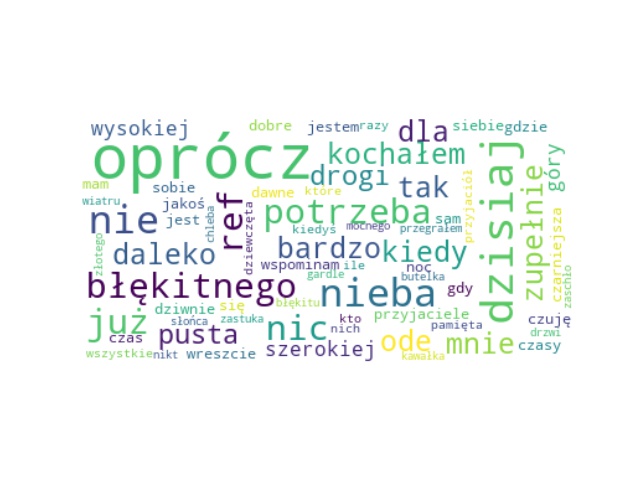 wysokiej dobre jestem razy dla siebie gdzie
oprócz kochałem
drogi góry
mam sobie dawne które tak
wiatru jakoś potrzeba
nie jest ref sam
chleba dziewczęta kiedyś mocnego przegrałem przyjaciół
daleko bardzo kiedy dzisiaj zupełnie
złotego wspominam ile noc czarniejsza
gardle butelka zaschło
błękitnego nieba gdy
już dziwnie się błękitu
słońca zastuka nic kto przyjaciele czuję
czas pusta nich pamięta drzwi
szerokiej ode mnie czasy
wszystkie nikt wreszcie kawałka